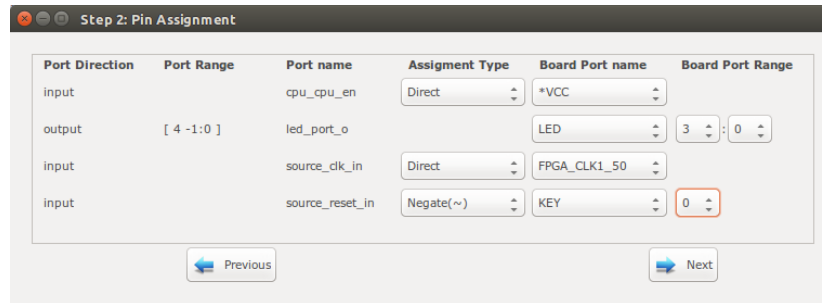 Step 2: Pin Assignment
Port Direction Port Range Port name Assigment Type Board Port name Board Port Range
input cpu_cpu_en Direct *VCC
output [ 4 -1:0 ] led_port_o LED 3 : 0
input source_clk_in Direct FPGA_CLK1_50
input source_reset_in Negate(~) KEY 0
Previous Next